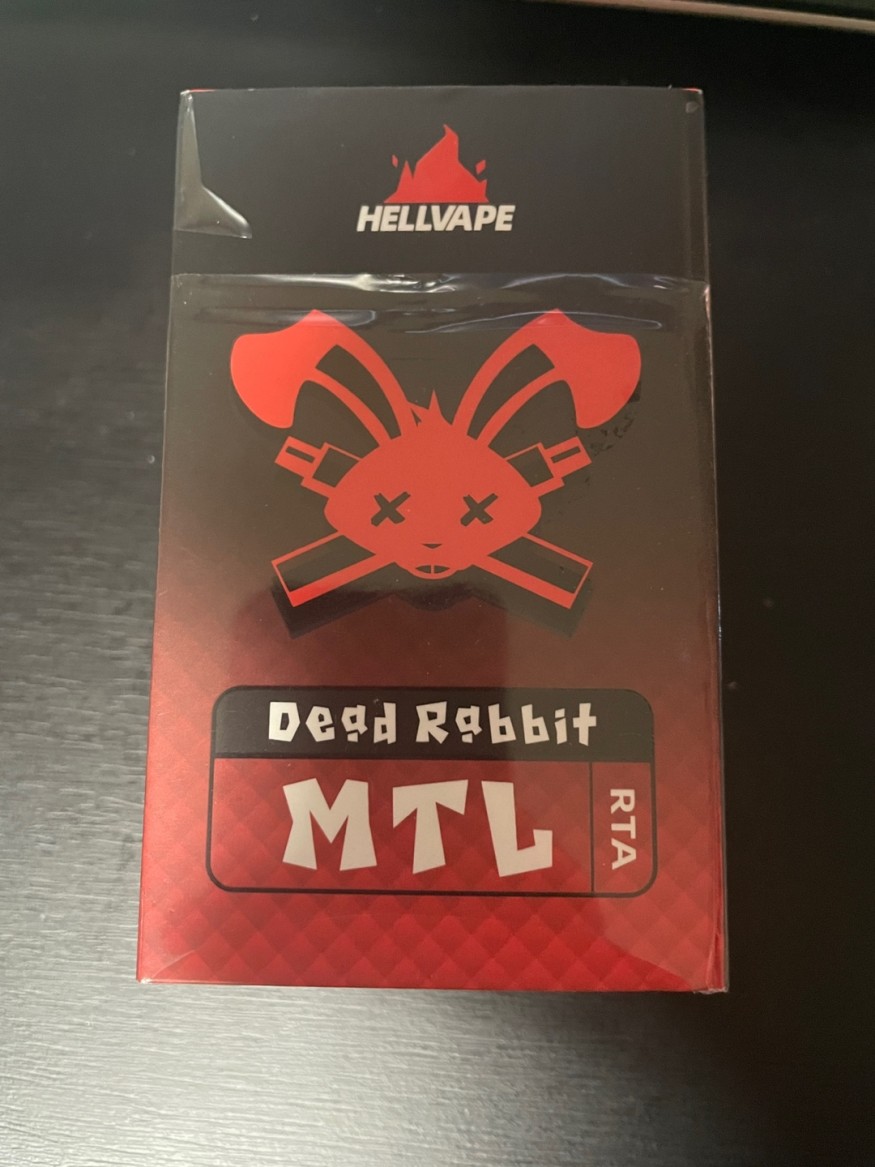 HELLVAPE
Dead Rabbit
MTL
RTA